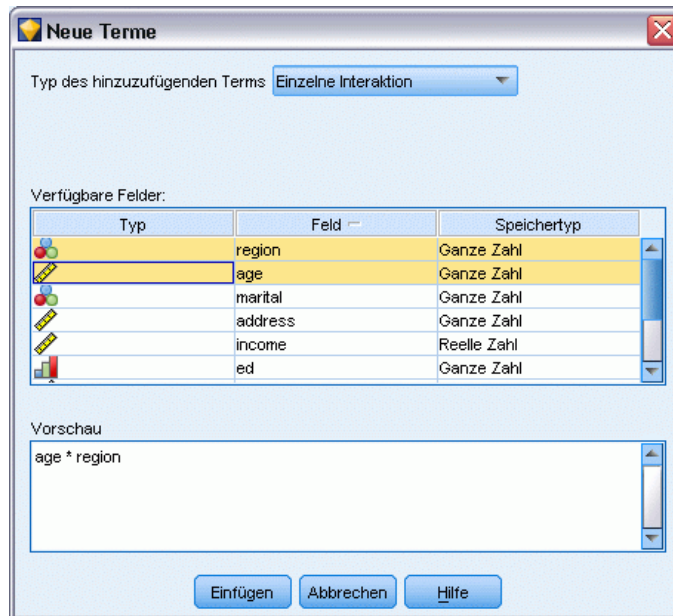 Neue Terme
Typ des hinzuzufügenden Terms Einzelne Interaktion
Verfügbare Felder:
Typ Feld Speichertyp
region Ganze Zahl
age Ganze Zahl
marital Ganze Zahl
address Ganze Zahl
income Reelle Zahl
ed Ganze Zahl
Vorschau
age * region
Einfügen Abbrechen Hilfe